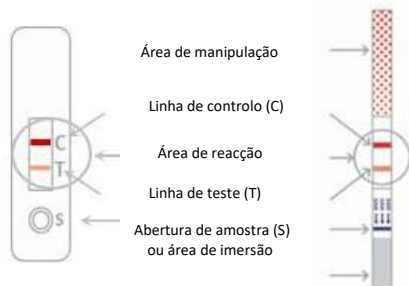 Área de manipulação
Linha de controlo (C)
C
Área de reacção
T
Linha de teste (T)
Abertura de amostra (S)
S
ou área de imersão